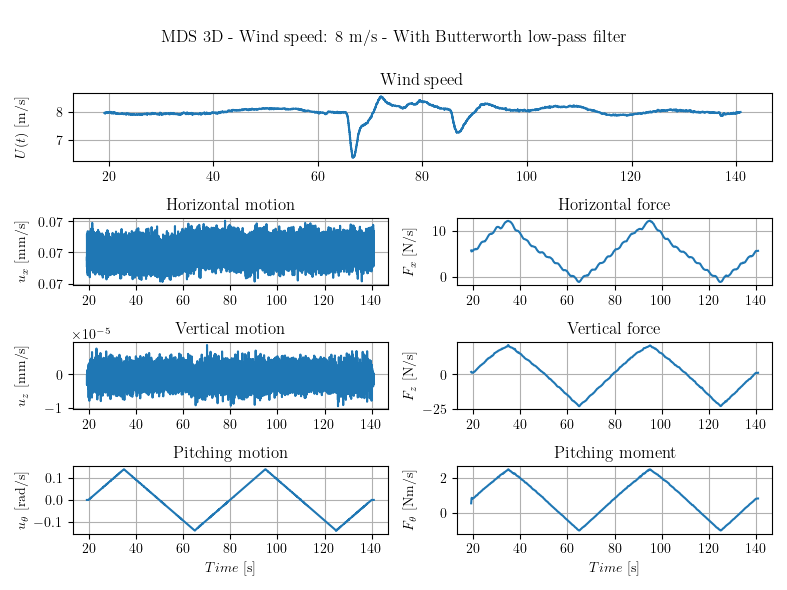 MDS 3D - Wind speed: 8 m/s - With Butterworth low-pass filter
Wind speed
U(t) [m/s]
8
7
20 40 60 80 100 120 140
Horizontal motion
u_x [mm/s]
0.07
0.07
0.07
20 40 60 80 100 120 140
Horizontal force
F_x [N/s]
10
0
20 40 60 80 100 120 140
Vertical motion
×10⁻⁵
u_z [mm/s]
0
−1
20 40 60 80 100 120 140
Vertical force
F_z [N/s]
0
−25
20 40 60 80 100 120 140
Pitching motion
u_θ [rad/s]
0.1
0.0
−0.1
20 40 60 80 100 120 140
Time [s]
Pitching moment
F_θ [Nm/s]
2
0
20 40 60 80 100 120 140
Time [s]